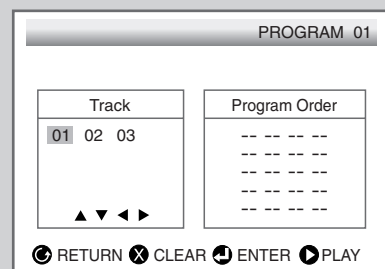 PROGRAM 01
Track
Program Order
01 02 03
-- -- -- --
-- -- -- --
-- -- -- --
-- -- -- --
-- -- -- --
▲ ▼ ◀ ▶
RETURN X CLEAR ENTER PLAY